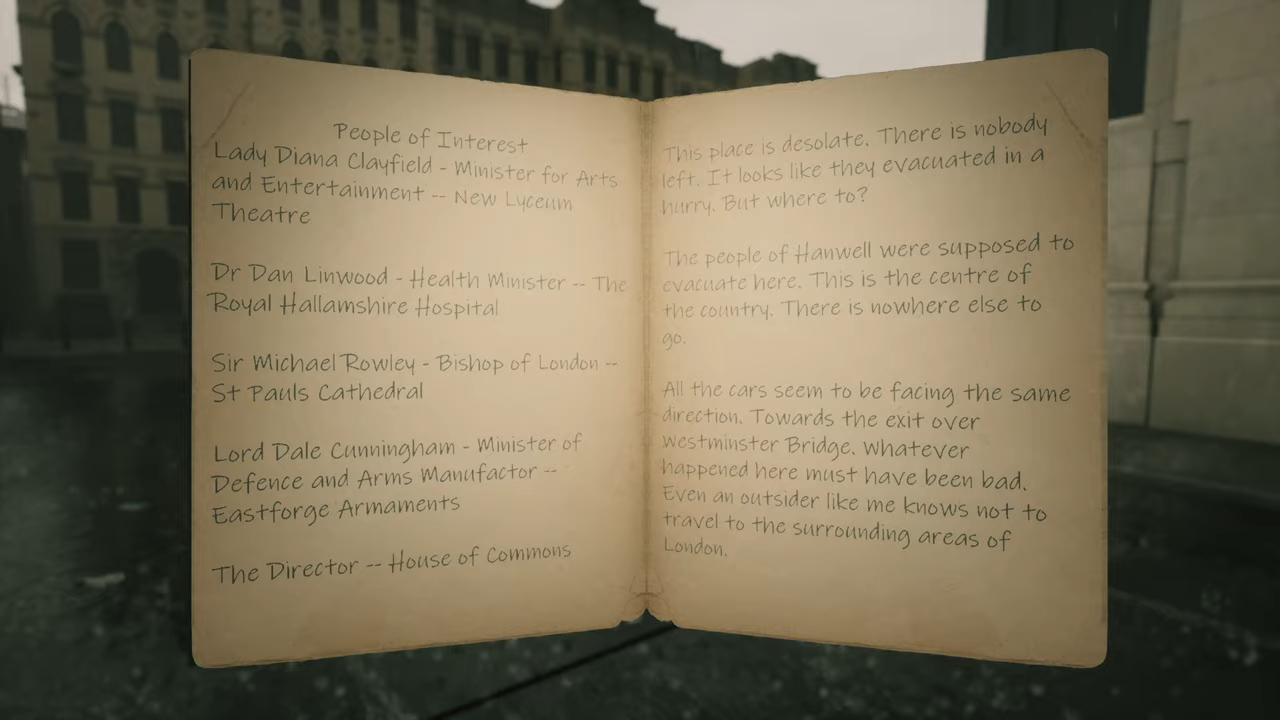 People of Interest
Lady Diana Clayfield - Minister for Arts
and Entertainment -- New Lyceum
Theatre
Dr Dan Linwood - Health Minister -- The
Royal Hallamshire Hospital
Sir Michael Rowley - Bishop of London --
St Pauls Cathedral
Lord Dale Cunningham - Minister of
Defence and Arms Manufactor --
Eastforge Armaments
The Director -- House of Commons
This place is desolate. There is nobody
left. It looks like they evacuated in a
hurry. But where to?
The people of Hanwell were supposed to
evacuate here. This is the centre of
the country. There is nowhere else to
go.
All the cars seem to be facing the same
direction. Towards the exit over
Westminster Bridge. Whatever
happened here must have been bad.
Even an outsider like me knows not to
travel to the surrounding areas of
London.